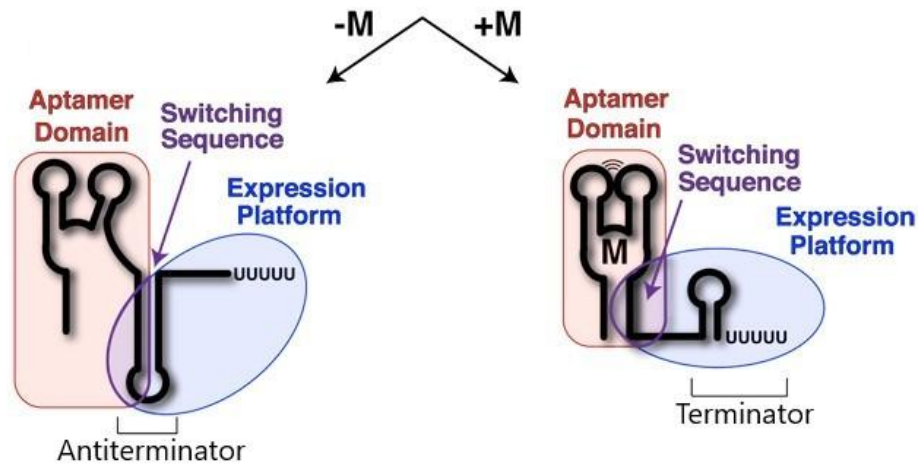 -M
+M
Aptamer
Domain
Switching
Sequence
Expression
Platform
UUUUU
Antiterminator
Aptamer
Domain
Switching
Sequence
Expression
Platform
M
UUUUU
Terminator